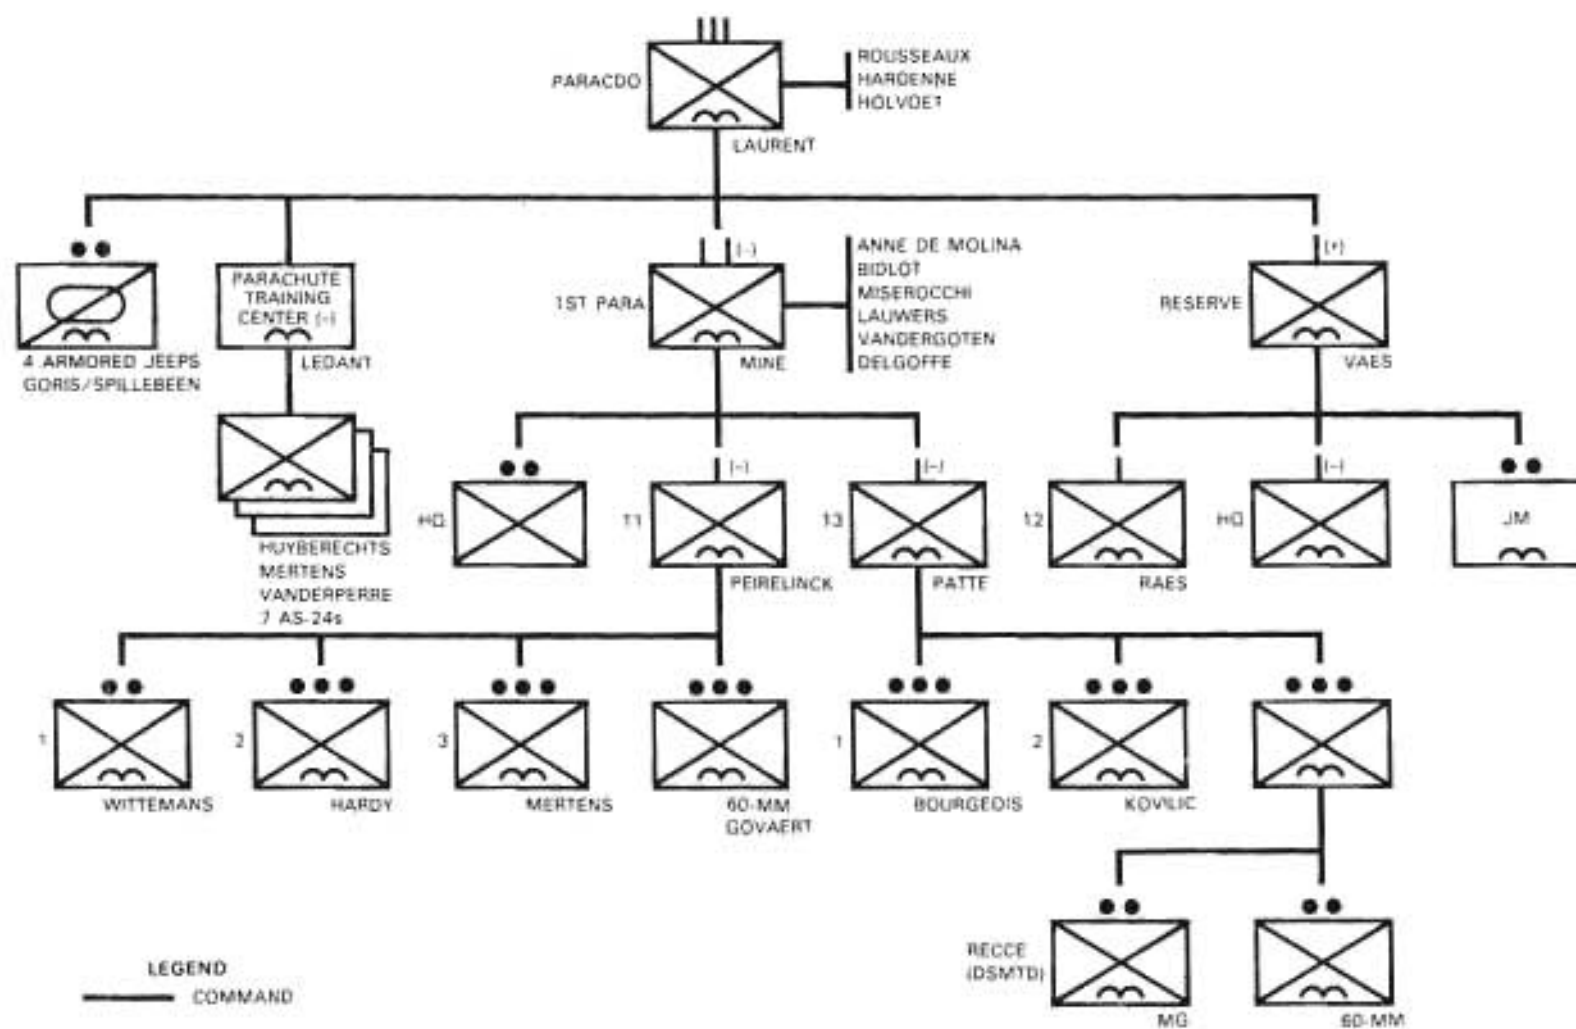 PARACDO
ROUSSEAUX
HARDENNE
HOLVOET
LAURENT
(-)
(+)
PARACHUTE
TRAINING
CENTER (-)
4 ARMORED JEEPS
GORIS/SPILLEBEEN
LEDANT
1ST PARA
MINE
ANNE DE MOLINA
BIDLOT
MISEROCCHI
LAUWERS
VANDERGOTEN
DELGOFFE
RESERVE
VAES
HUYBERECHTS
MERTENS
VANDERPERRE
7 AS-24s
HQ
(-)
11
PEIRELINCK
(-)
13
PATTE
12
RAES
(-)
HQ
JM
1
WITTEMANS
2
HARDY
3
MERTENS
60-MM
GOVAERT
1
BOURGEOIS
2
KOVILIC
RECCE
(DSMTD)
MG
60-MM
LEGEND
COMMAND